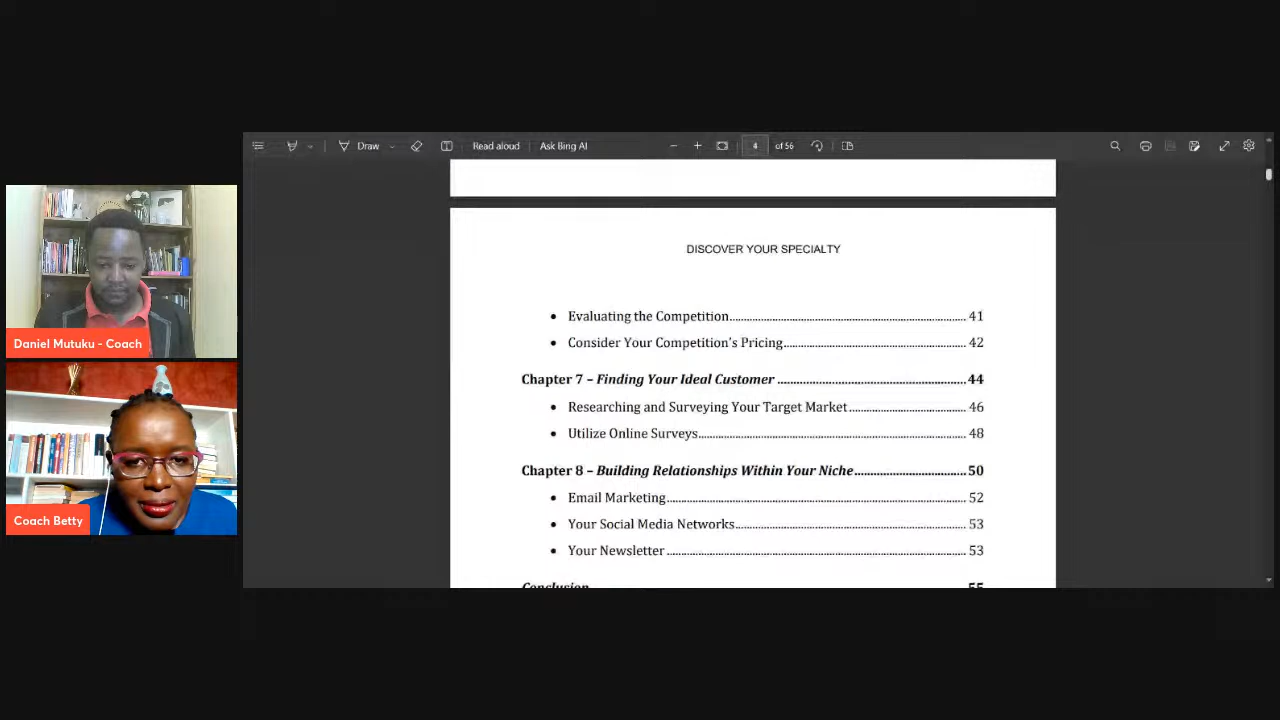 Read aloud
Ask Bing AI
Draw
4
of 56
DISCOVER YOUR SPECIALTY
• Evaluating the Competition........................................................................ 41
• Consider Your Competition's Pricing........................................................ 42
Chapter 7 – Finding Your Ideal Customer ......................................................44
• Researching and Surveying Your Target Market................................... 46
• Utilize Online Surveys................................................................................. 48
Chapter 8 – Building Relationships Within Your Niche................................50
• Email Marketing.......................................................................................... 52
• Your Social Media Networks...................................................................... 53
• Your Newsletter .......................................................................................... 53
Conclusion 55
Daniel Mutuku - Coach
Coach Betty